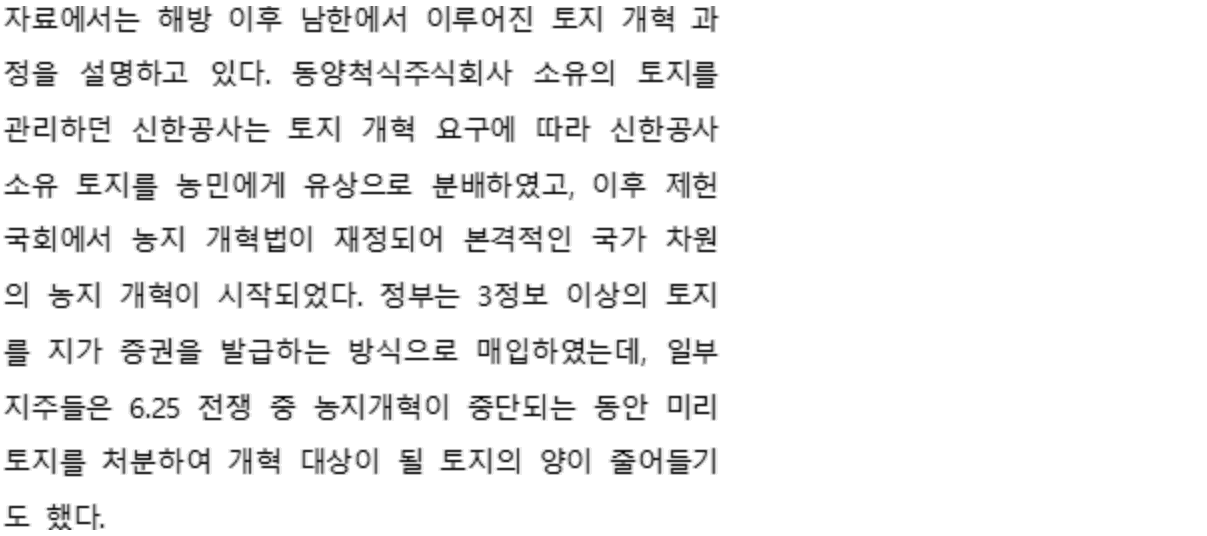 자료에서는 해방 이후 남한에서 이루어진 토지 개혁 과
정을 설명하고 있다. 동양척식주식회사 소유의 토지를
관리하던 신한공사는 토지 개혁 요구에 따라 신한공사
소유 토지를 농민에게 유상으로 분배하였고, 이후 제헌
국회에서 농지 개혁법이 재정되어 본격적인 국가 차원
의 농지 개혁이 시작되었다. 정부는 3정보 이상의 토지
를 지가 증권을 발급하는 방식으로 매입하였는데, 일부
지주들은 6.25 전쟁 중 농지개혁이 중단되는 동안 미리
토지를 처분하여 개혁 대상이 될 토지의 양이 줄어들기
도 했다.